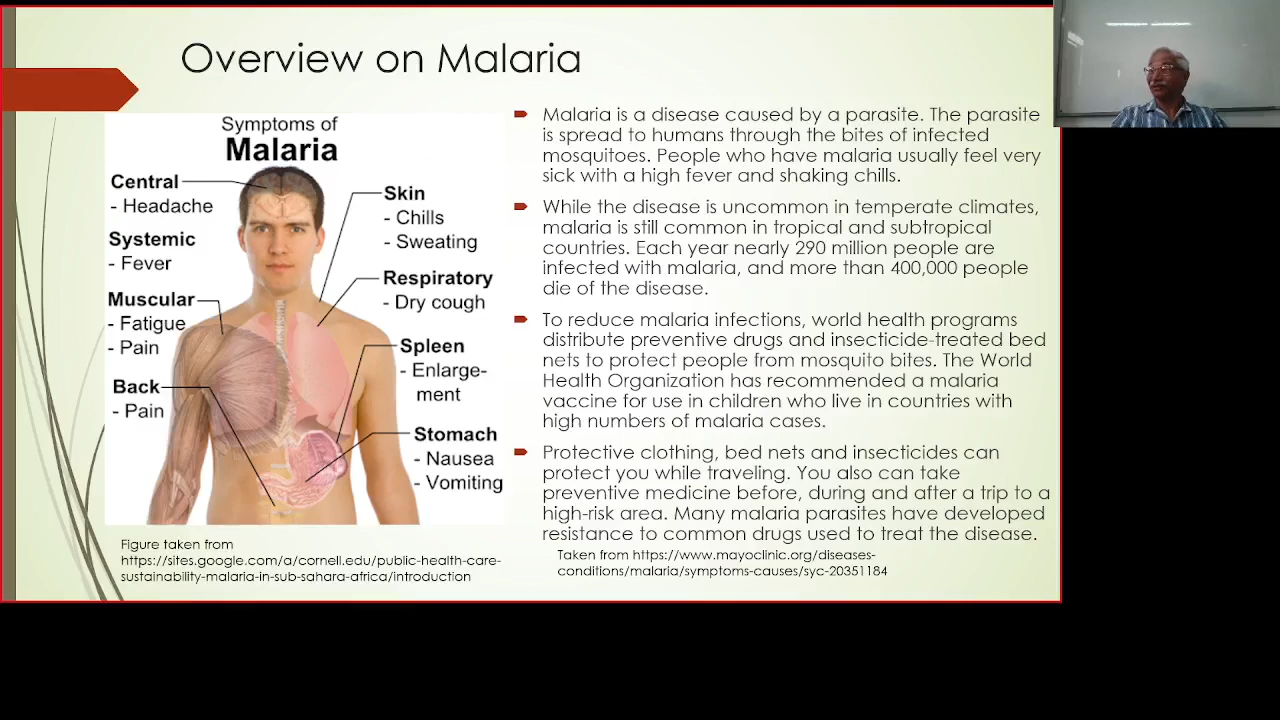 Overview on Malaria
Symptoms of
Malaria
Central
- Headache
Systemic
- Fever
Muscular
- Fatigue
- Pain
Back
- Pain
Skin
- Chills
- Sweating
Respiratory
- Dry cough
Spleen
- Enlarge-
ment
Stomach
- Nausea
- Vomiting
Figure taken from
https://sites.google.com/a/cornell.edu/public-health-care-
sustainability-malaria-in-sub-sahara-africa/introduction
Malaria is a disease caused by a parasite. The parasite
is spread to humans through the bites of infected
mosquitoes. People who have malaria usually feel very
sick with a high fever and shaking chills.
While the disease is uncommon in temperate climates,
malaria is still common in tropical and subtropical
countries. Each year nearly 290 million people are
infected with malaria, and more than 400,000 people
die of the disease.
To reduce malaria infections, world health programs
distribute preventive drugs and insecticide-treated bed
nets to protect people from mosquito bites. The World
Health Organization has recommended a malaria
vaccine for use in children who live in countries with
high numbers of malaria cases.
Protective clothing, bed nets and insecticides can
protect you while traveling. You also can take
preventive medicine before, during and after a trip to a
high-risk area. Many malaria parasites have developed
resistance to common drugs used to treat the disease.
Taken from https://www.mayoclinic.org/diseases-
conditions/malaria/symptoms-causes/syc-20351184